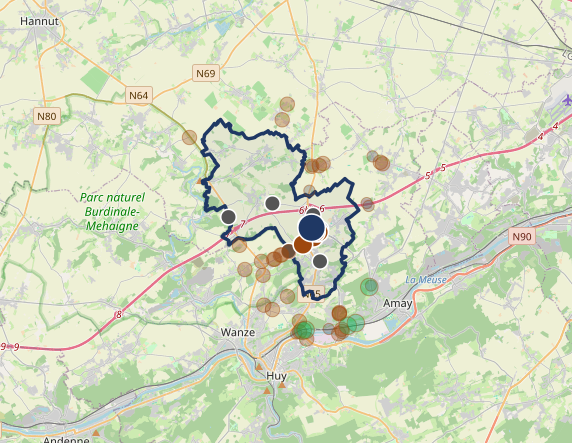 Hannut
N69
N64
N80
4
4
5
5
Parc naturel
Burdinale-
Mehaigne
6
6
7
N90
La Meuse
Amay
8
Wanze
9
9
Huy
Andenne